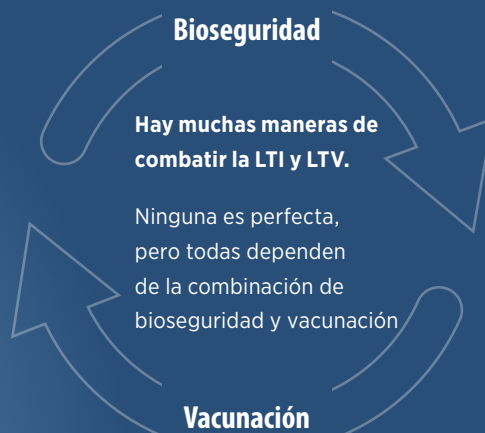 Bioseguridad
Hay muchas maneras de
combatir la LTI y LTV.
Ninguna es perfecta,
pero todas dependen
de la combinación de
bioseguridad y vacunación
Vacunación